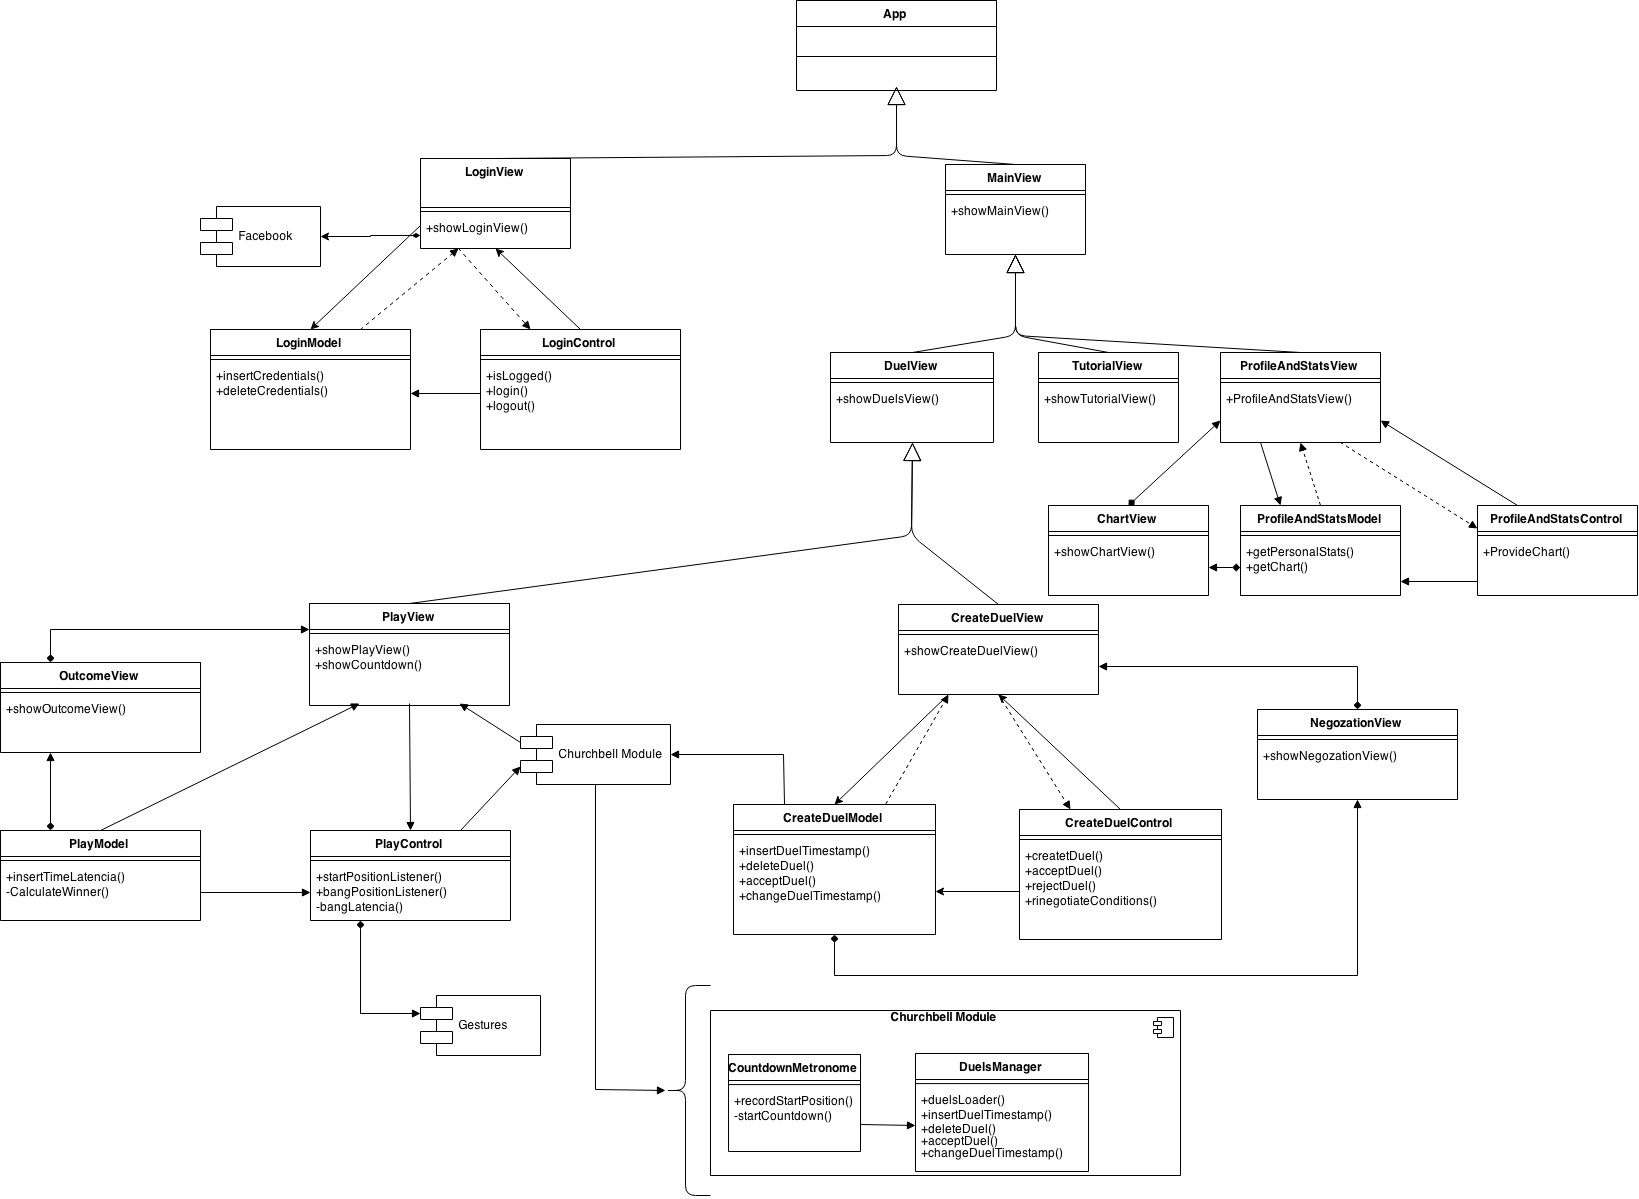 App
LoginView
+showLoginView()
MainView
+showMainView()
Facebook
LoginModel
+insertCredentials()
+deleteCredentials()
LoginControl
+isLogged()
+login()
+logout()
DuelView
+showDuelsView()
TutorialView
+showTutorialView()
ProfileAndStatsView
+ProfileAndStatsView()
ChartView
+showChartView()
ProfileAndStatsModel
+getPersonalStats()
+getChart()
ProfileAndStatsControl
+ProvideChart()
PlayView
+showPlayView()
+showCountdown()
CreateDuelView
+showCreateDuelView()
OutcomeView
+showOutcomeView()
NegozationView
+showNegozationView()
Churchbell Module
PlayModel
+insertTimeLatencia()
-CalculateWinner()
PlayControl
+startPositionListener()
+bangPositionListener()
-bangLatencia()
CreateDuelModel
+insertDuelTimestamp()
+deleteDuel()
+acceptDuel()
+changeDuelTimestamp()
CreateDuelControl
+createtDuel()
+acceptDuel()
+rejectDuel()
+rinegotiateConditions()
Gestures
Churchbell Module
CountdownMetronome
+recordStartPosition()
-startCountdown()
DuelsManager
+duelsLoader()
+insertDuelTimestamp()
+deleteDuel()
+acceptDuel()
+changeDuelTimestamp()